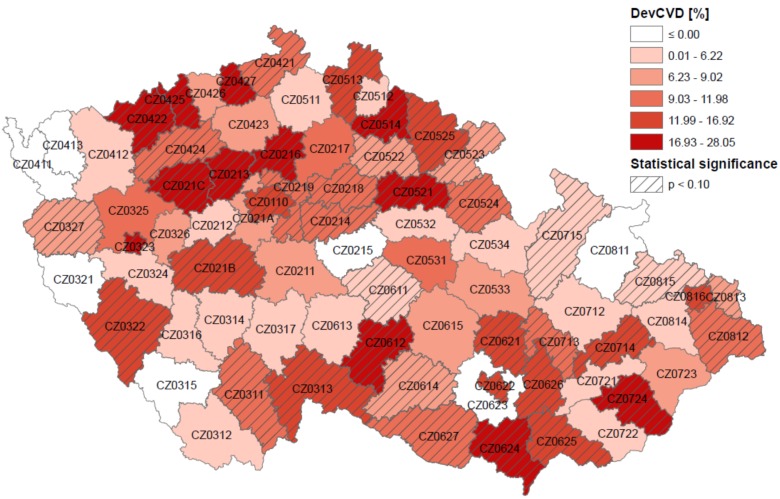 DevCVD [%]
≤ 0.00
0.01 - 6.22
6.23 - 9.02
9.03 - 11.98
11.99 - 16.92
16.93 - 28.05
Statistical significance
p < 0.10
CZ0421
CZ0427
CZ0513
CZ0425
CZ0426
CZ0511
CZ0512
CZ0422
CZ0423
CZ0514
CZ0525
CZ0413
CZ0411
CZ0412
CZ0424
CZ0216
CZ0217
CZ0522
CZ0523
CZ0213
CZ021C
CZ0219
CZ0218
CZ0521
CZ0110
CZ0524
CZ0325
CZ021A
CZ0214
CZ0327
CZ0326
CZ0212
CZ0532
CZ0323
CZ0215
CZ0534
CZ0715
CZ0811
CZ0531
CZ0321
CZ0324
CZ021B
CZ0211
CZ0815
CZ0611
CZ0533
CZ0816
CZ0813
CZ0712
CZ0814
CZ0322
CZ0316
CZ0314
CZ0317
CZ0613
CZ0615
CZ0812
CZ0621
CZ0713
CZ0612
CZ0714
CZ0723
CZ0315
CZ0311
CZ0313
CZ0614
CZ0622
CZ0626
CZ0721
CZ0623
CZ0724
CZ0312
CZ0627
CZ0624
CZ0625
CZ0722